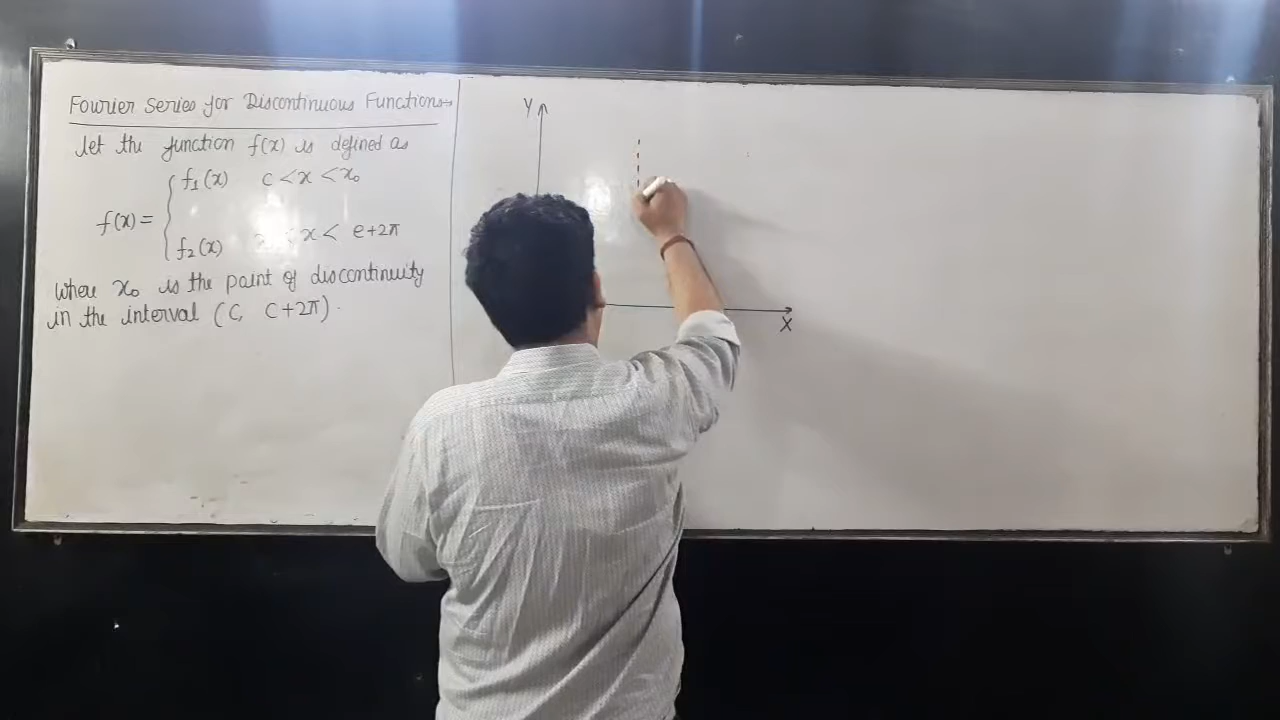 Fourier Series for Discontinuous Functions→
let the function f(x) is defined as
f₁(x) c < x < x₀
f(x) =
f₂(x) x < e+2π
where x₀ is the point of discontinuity
in the interval (C, C+2π).
Y
X